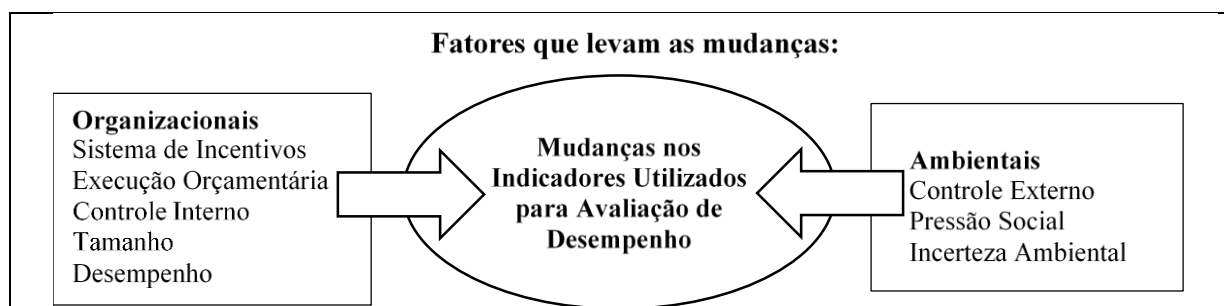 Fatores que levam as mudanças:
Organizacionais
Sistema de Incentivos
Execução Orçamentária
Controle Interno
Tamanho
Desempenho
Mudanças nos
Indicadores Utilizados
para Avaliação de
Desempenho
Ambientais
Controle Externo
Pressão Social
Incerteza Ambiental